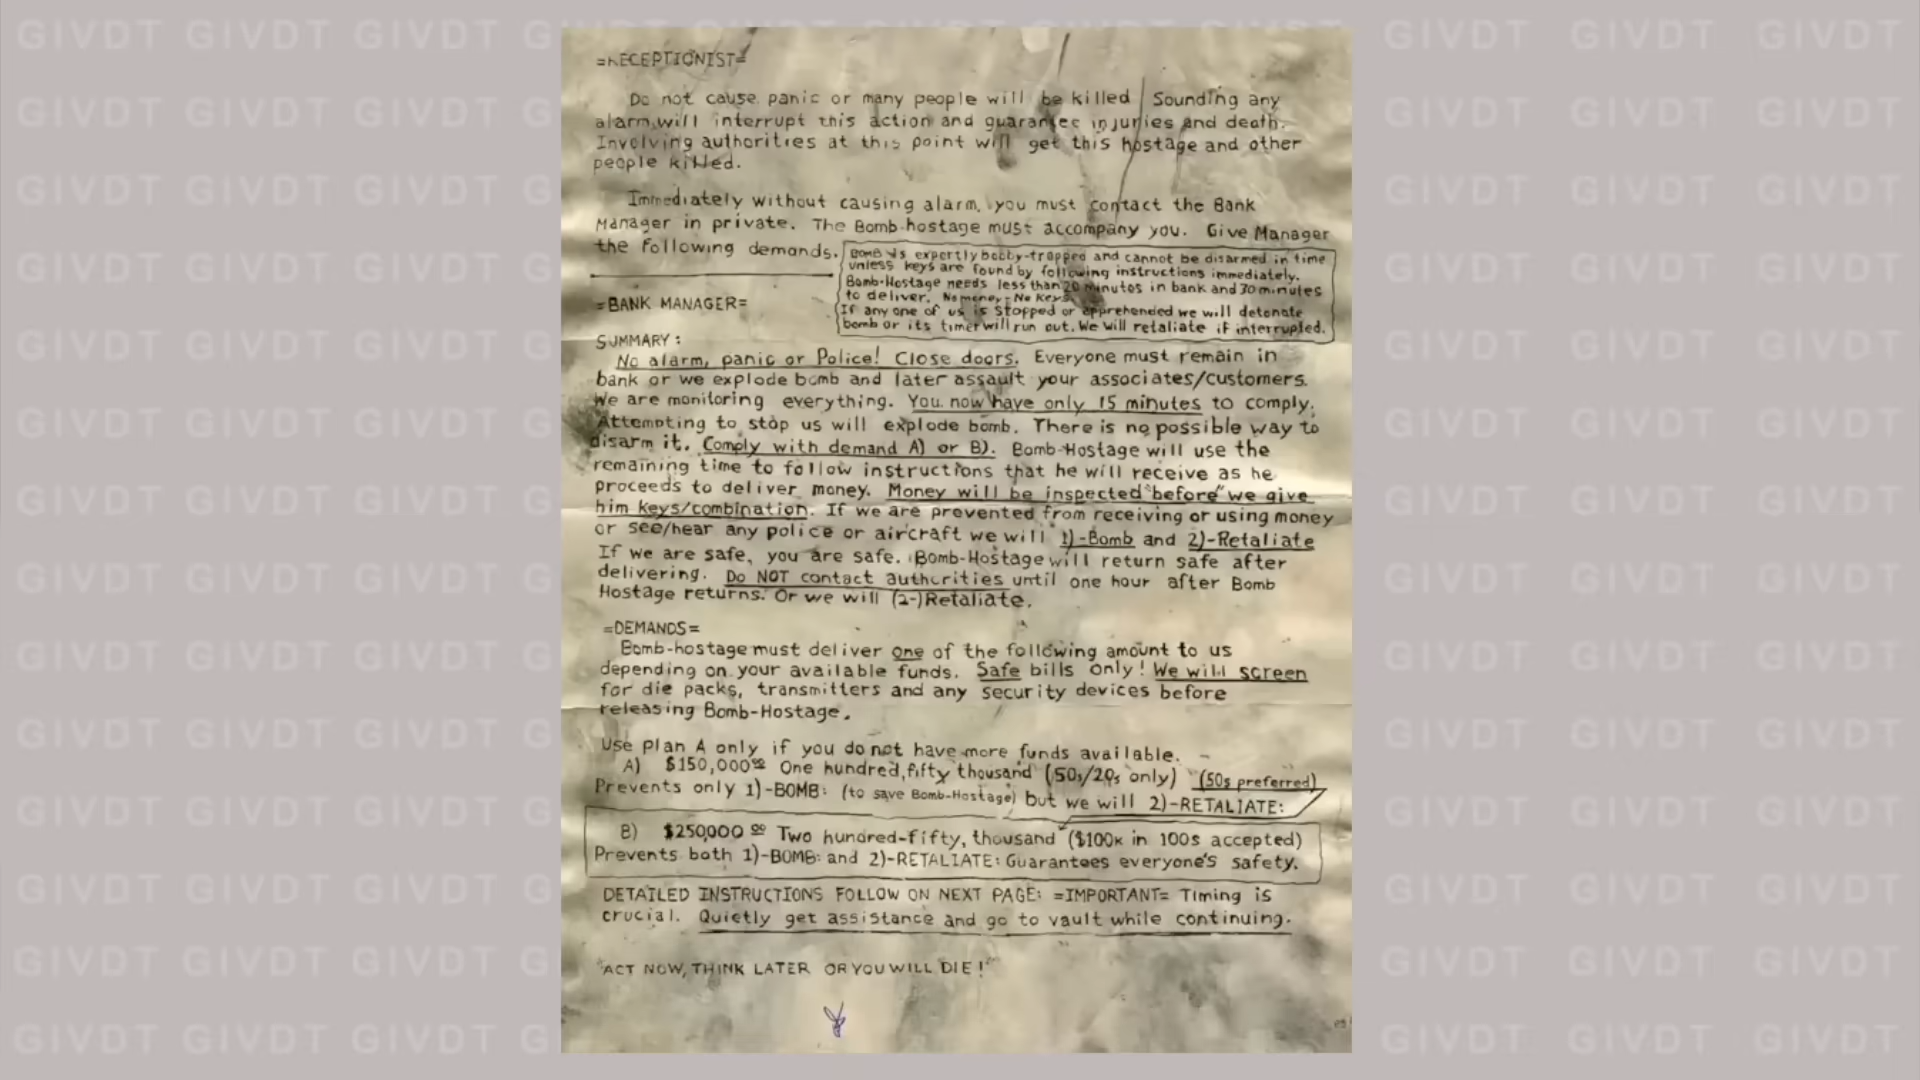 =RECEPTIONIST=
Do not cause panic or many people will be killed Sounding any
alarm will interrupt this action and guarantee injuries and death.
Involving authorities at this point will get this hostage and other
people killed.
Immediately without causing alarm, you must contact the Bank
Manager in private. The Bomb-hostage must accompany you. Give Manager
the following demands.
Bomb is expertly booby-trapped and cannot be disarmed in time
unless keys are found by following instructions immediately.
Bomb-Hostage needs less than 20 minutes in bank and 30 minutes
to deliver. No money - No Keys.
If any one of us is stopped or apprehended we will detonate
bomb or its timer will run out. We will retaliate if interrupted.
=BANK MANAGER=
SUMMARY:
No alarm, panic or Police! Close doors. Everyone must remain in
bank or we explode bomb and later assault your associates/customers.
We are monitoring everything. You now have only 15 minutes to comply.
Attempting to stop us will explode bomb. There is no possible way to
disarm it. Comply with demand A) or B). Bomb-Hostage will use the
remaining time to follow instructions that he will receive as he
proceeds to deliver money. Money will be inspected "before" we give
him keys/combination. If we are prevented from receiving or using money
or see/hear any police or aircraft we will 1)-Bomb and 2)-Retaliate
If we are safe, you are safe. Bomb-Hostage will return safe after
delivering. Do NOT contact authorities until one hour after Bomb
Hostage returns. Or we will (2-)Retaliate.
=DEMANDS=
Bomb-hostage must deliver one of the following amount to us
depending on your available funds. Safe bills only! We will screen
for die packs, transmitters and any security devices before
releasing Bomb-Hostage.
Use plan A only if you do not have more funds available.
A) $150,000.00 One hundred, fifty thousand (50s/20s only) (50s preferred)
Prevents only 1)-BOMB: (to save Bomb-Hostage) but we will 2)-RETALIATE:
B) $250,000.00 Two hundred-fifty, thousand ($100k in 100s accepted)
Prevents both 1)-BOMB: and 2)-RETALIATE: Guarantees everyone's safety.
DETAILED INSTRUCTIONS FOLLOW ON NEXT PAGE: =IMPORTANT= Timing is
crucial. Quietly get assistance and go to vault while continuing.
"ACT NOW, THINK LATER OR YOU WILL DIE!"
GIVDT GIVDT GIVDT GIVDT GIVDT GIVDT